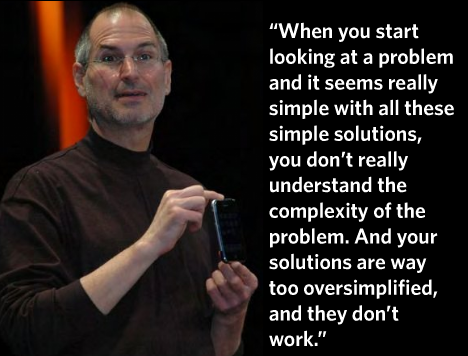 “When you start
looking at a problem
and it seems really
simple with all these
simple solutions,
you don’t really
understand the
complexity of the
problem. And your
solutions are way
too oversimplified,
and they don’t
work.”